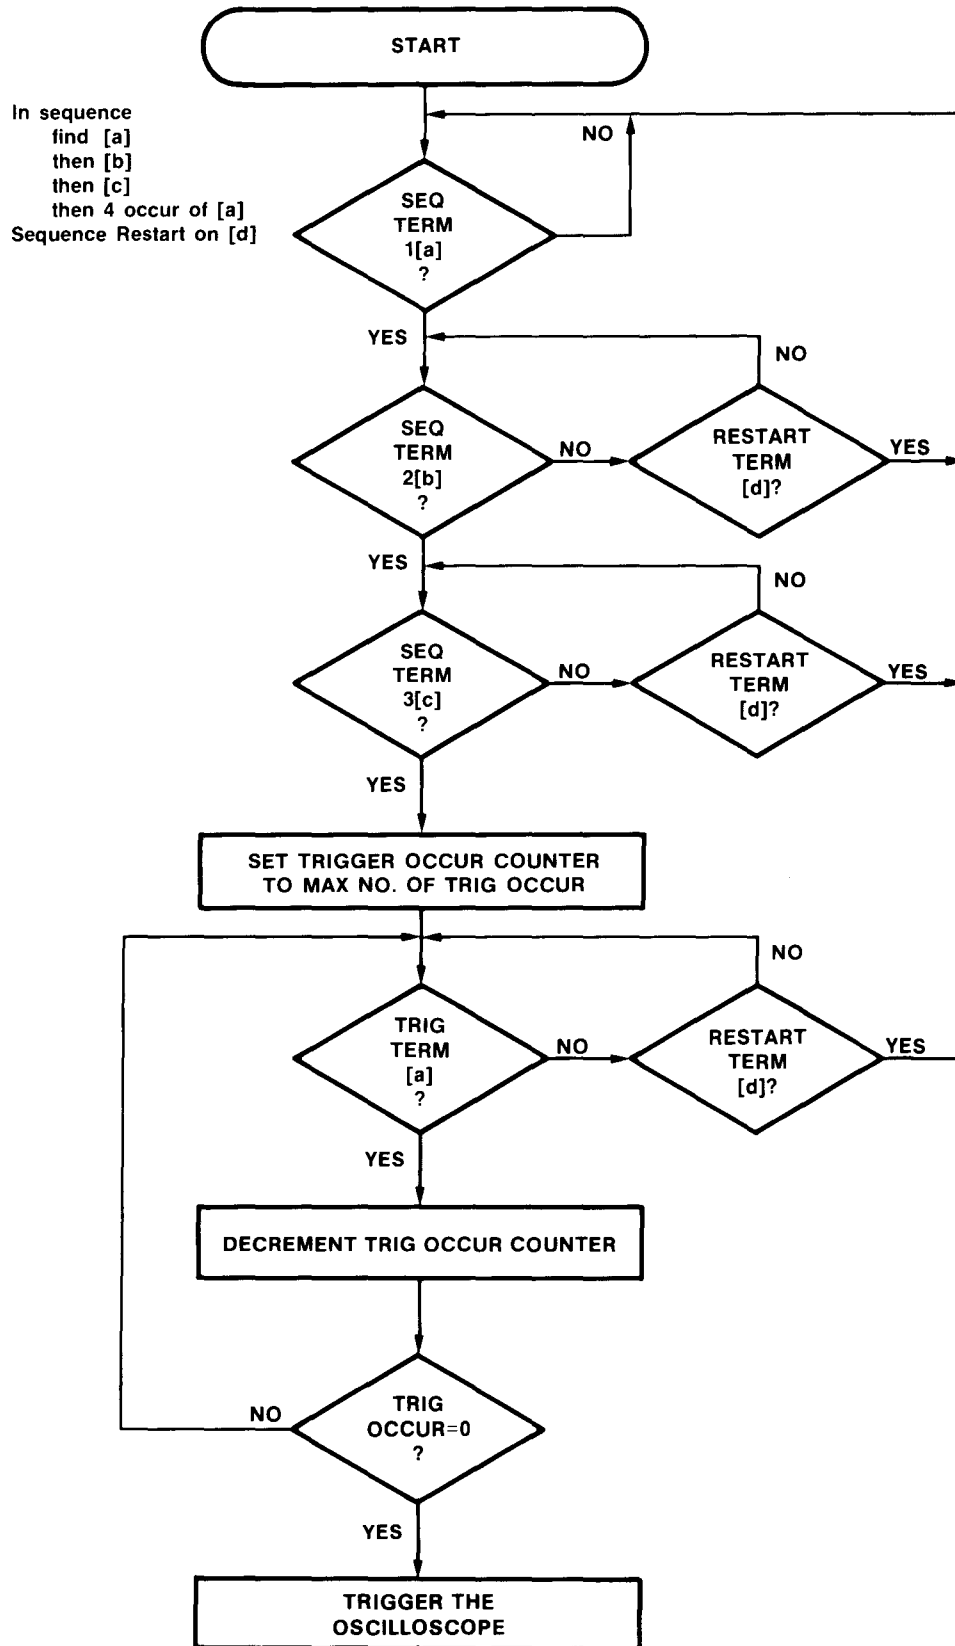 START
In sequence
find [a]
then [b]
then [c]
then 4 occur of [a]
Sequence Restart on [d]
NO
SEQ
TERM
1[a]
?
YES
NO
SEQ
TERM
2[b]
?
NO
RESTART
TERM
[d]?
YES
YES
NO
SEQ
TERM
3[c]
?
NO
RESTART
TERM
[d]?
YES
YES
SET TRIGGER OCCUR COUNTER
TO MAX NO. OF TRIG OCCUR
NO
TRIG
TERM
[a]
?
NO
RESTART
TERM
[d]?
YES
YES
DECREMENT TRIG OCCUR COUNTER
TRIG
OCCUR=0
?
NO
YES
TRIGGER THE
OSCILLOSCOPE